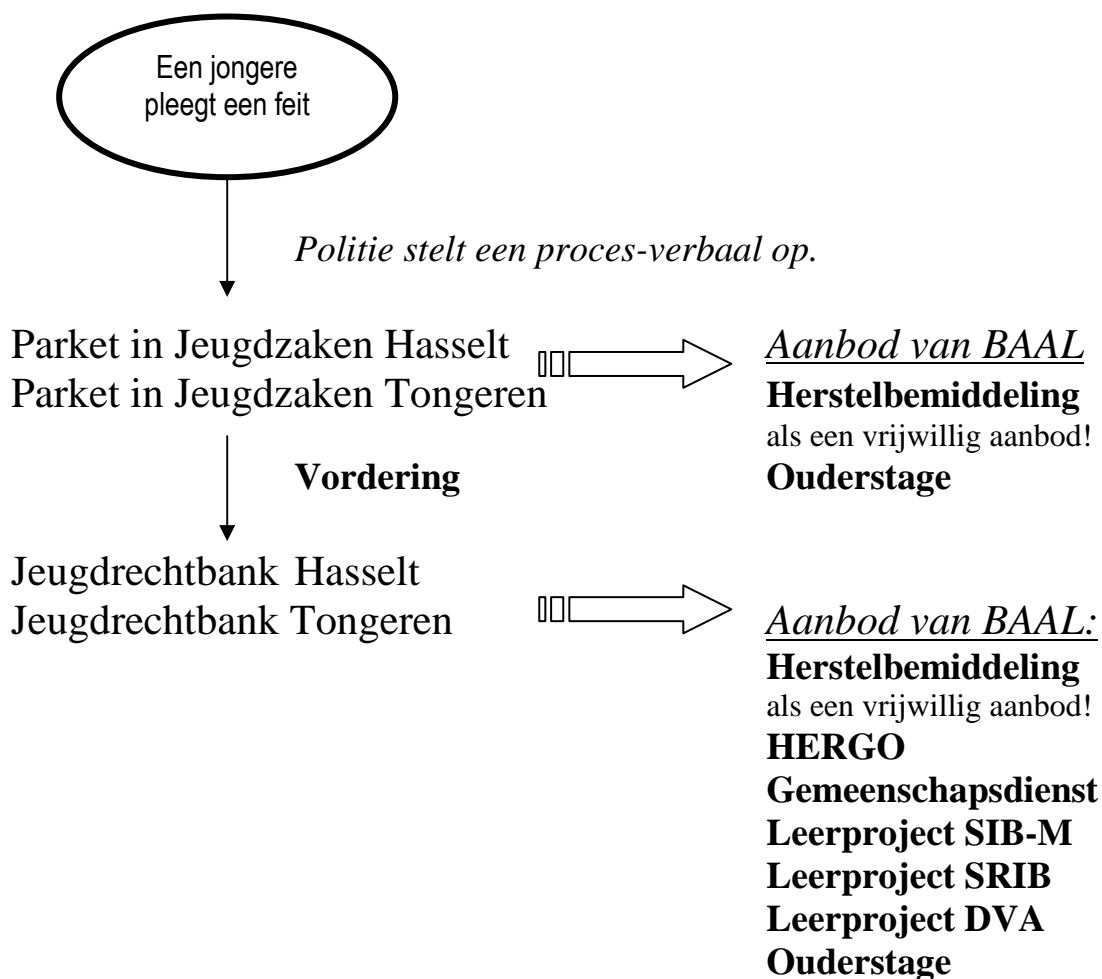 Een jongere
pleegt een feit
Politie stelt een proces-verbaal op.
Parket in Jeugdzaken Hasselt
Parket in Jeugdzaken Tongeren
Aanbod van BAAL
Herstelbemiddeling
als een vrijwillig aanbod!
Ouderstage
Vordering
Jeugdrechtbank Hasselt
Jeugdrechtbank Tongeren
Aanbod van BAAL:
Herstelbemiddeling
als een vrijwillig aanbod!
HERGO
Gemeenschapsdienst
Leerproject SIB-M
Leerproject SRIB
Leerproject DVA
Ouderstage